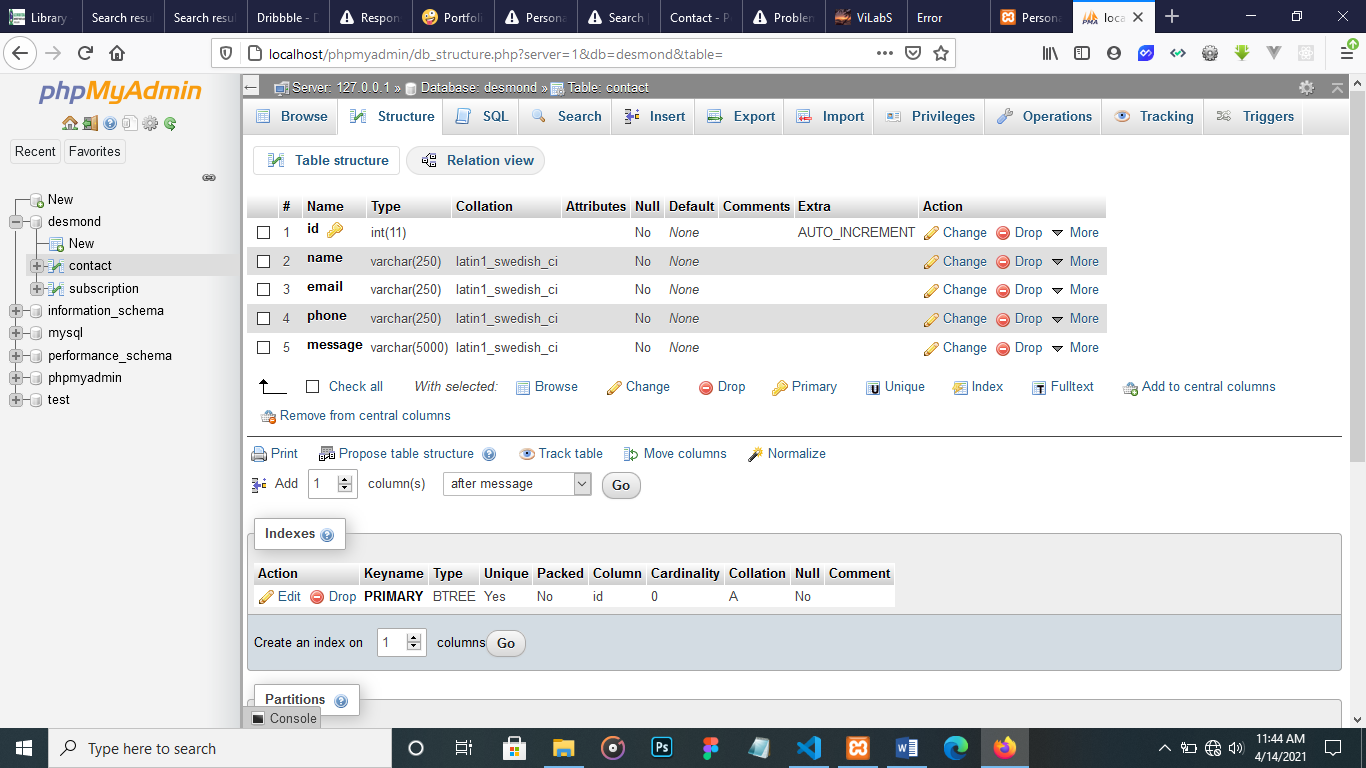 Library
Search resu
Search resul
Dribbble - D
Respon
Portfoli
Persona
Search |
Contact - P
Problem
ViLabS
Error
Persona
loca
localhost/phpmyadmin/db_structure.php?server=1&db=desmond&table=
phpMyAdmin
Recent Favorites
New
desmond
New
contact
subscription
information_schema
mysql
performance_schema
phpmyadmin
test
Server: 127.0.0.1 » Database: desmond » Table: contact
Browse Structure SQL Search Insert Export Import Privileges Operations Tracking Triggers
Table structure Relation view
# Name Type Collation Attributes Null Default Comments Extra Action
1 id int(11) No None AUTO_INCREMENT Change Drop More
2 name varchar(250) latin1_swedish_ci No None Change Drop More
3 email varchar(250) latin1_swedish_ci No None Change Drop More
4 phone varchar(250) latin1_swedish_ci No None Change Drop More
5 message varchar(5000) latin1_swedish_ci No None Change Drop More
Check all With selected: Browse Change Drop Primary Unique Index Fulltext Add to central columns
Remove from central columns
Print Propose table structure Track table Move columns Normalize
Add 1 column(s) after message Go
Indexes
Action Keyname Type Unique Packed Column Cardinality Collation Null Comment
Edit Drop PRIMARY BTREE Yes No id 0 A No
Create an index on 1 columns Go
Partitions
Console
Type here to search
11:44 AM
4/14/2021